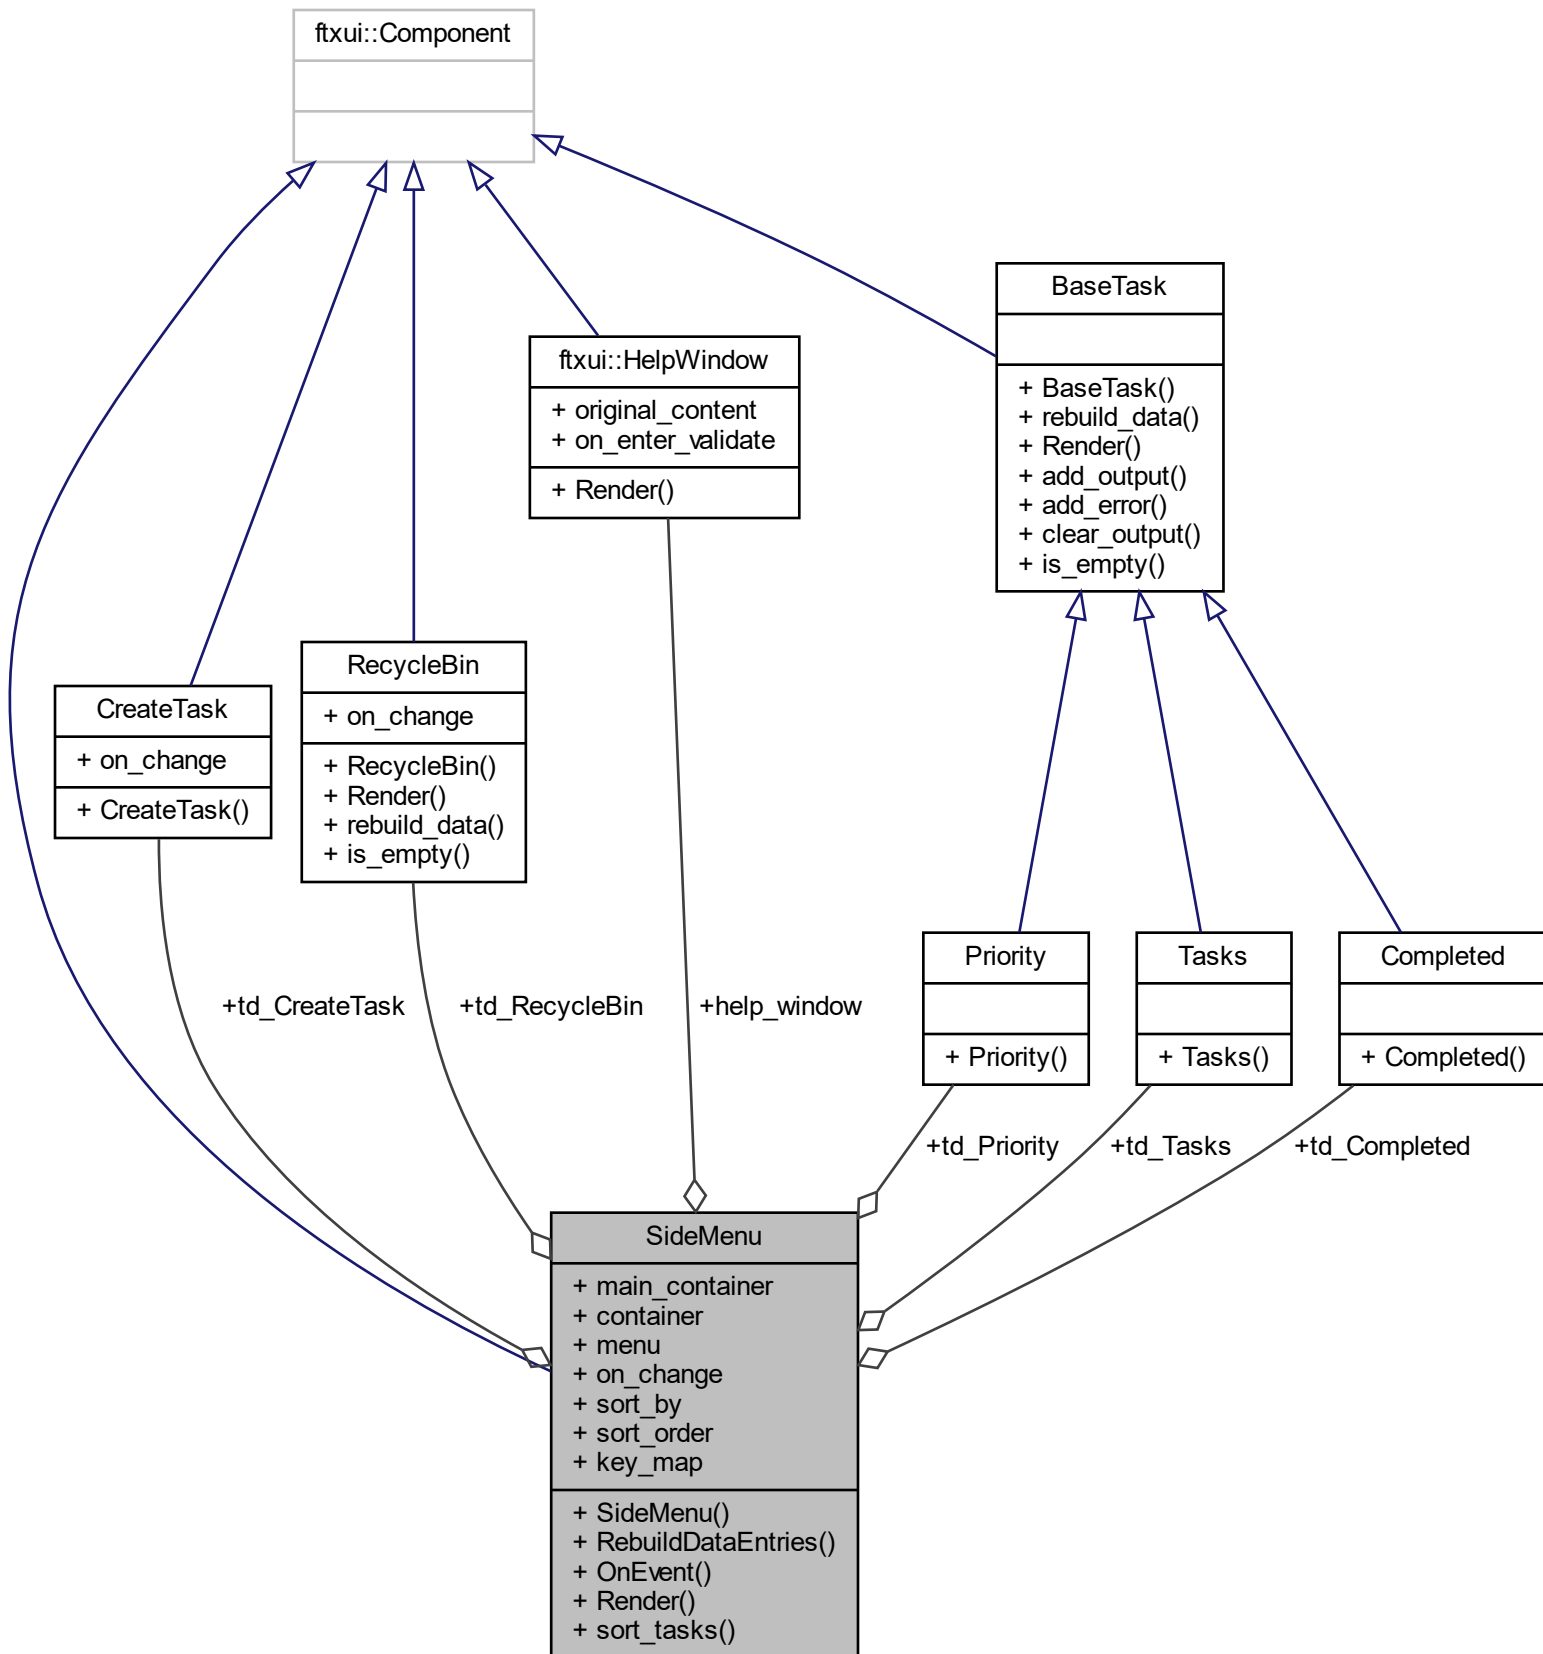 ftxui::Component
BaseTask
+ BaseTask()
+ rebuild_data()
+ Render()
+ add_output()
+ add_error()
+ clear_output()
+ is_empty()
ftxui::HelpWindow
+ original_content
+ on_enter_validate
+ Render()
RecycleBin
+ on_change
+ RecycleBin()
+ Render()
+ rebuild_data()
+ is_empty()
CreateTask
+ on_change
+ CreateTask()
Priority
+ Priority()
Tasks
+ Tasks()
Completed
+ Completed()
+td_CreateTask
+td_RecycleBin
+help_window
+td_Priority
+td_Tasks
+td_Completed
SideMenu
+ main_container
+ container
+ menu
+ on_change
+ sort_by
+ sort_order
+ key_map
+ SideMenu()
+ RebuildDataEntries()
+ OnEvent()
+ Render()
+ sort_tasks()